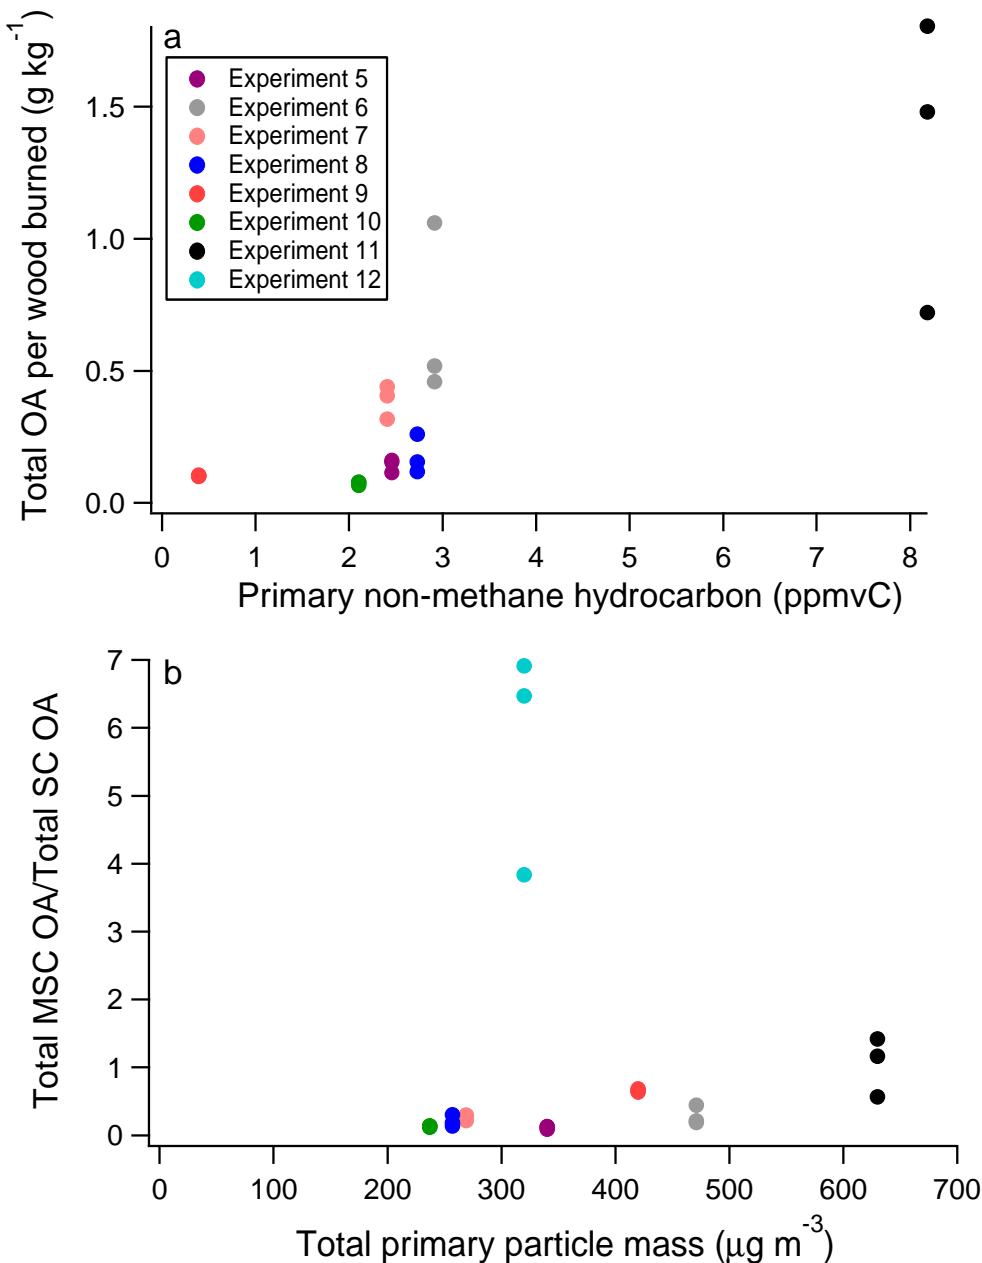 a
Total OA per wood burned (g kg⁻¹)
Experiment 5
Experiment 6
Experiment 7
Experiment 8
Experiment 9
Experiment 10
Experiment 11
Experiment 12
1.5
1.0
0.5
0.0
0 1 2 3 4 5 6 7 8
Primary non-methane hydrocarbon (ppmvC)
b
Total MSC OA/Total SC OA
7
6
5
4
3
2
1
0
0 100 200 300 400 500 600 700
Total primary particle mass (μg m⁻³)